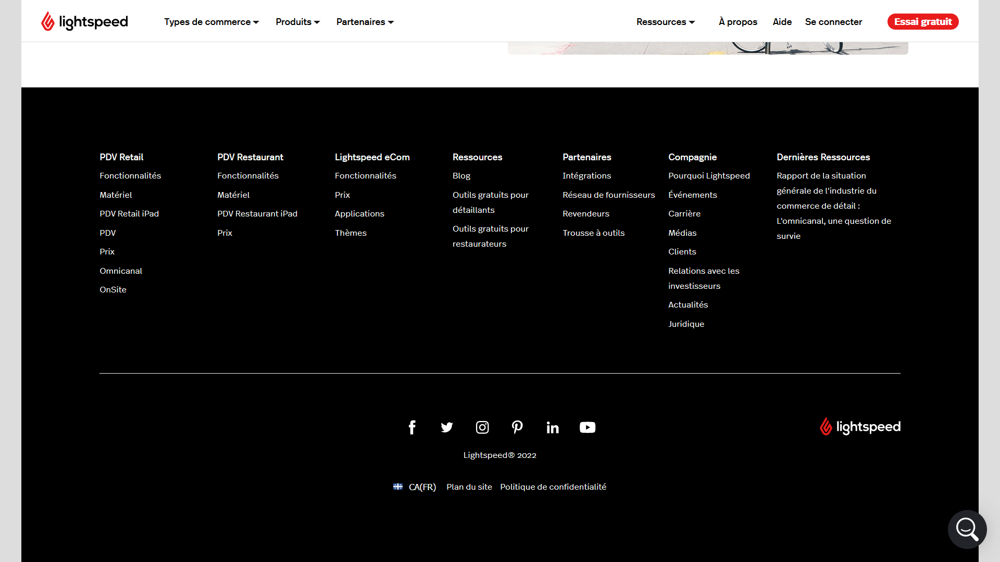 lightspeed
Types de commerce
Produits
Partenaires
Ressources
À propos
Aide
Se connecter
Essai gratuit
PDV Retail
Fonctionnalités
Matériel
PDV Retail iPad
PDV
Prix
Omnicanal
OnSite
PDV Restaurant
Fonctionnalités
Matériel
PDV Restaurant iPad
Prix
Lightspeed eCom
Fonctionnalités
Prix
Applications
Thèmes
Ressources
Blog
Outils gratuits pour
détaillants
Outils gratuits pour
restaurateurs
Partenaires
Intégrations
Réseau de fournisseurs
Revendeurs
Trousse à outils
Compagnie
Pourquoi Lightspeed
Événements
Carrière
Médias
Clients
Relations avec les
investisseurs
Actualités
Juridique
Dernières Ressources
Rapport de la situation
générale de l'industrie du
commerce de détail :
L'omnicanal, une question de
survie
lightspeed
Lightspeed® 2022
CA(FR)
Plan du site
Politique de confidentialité